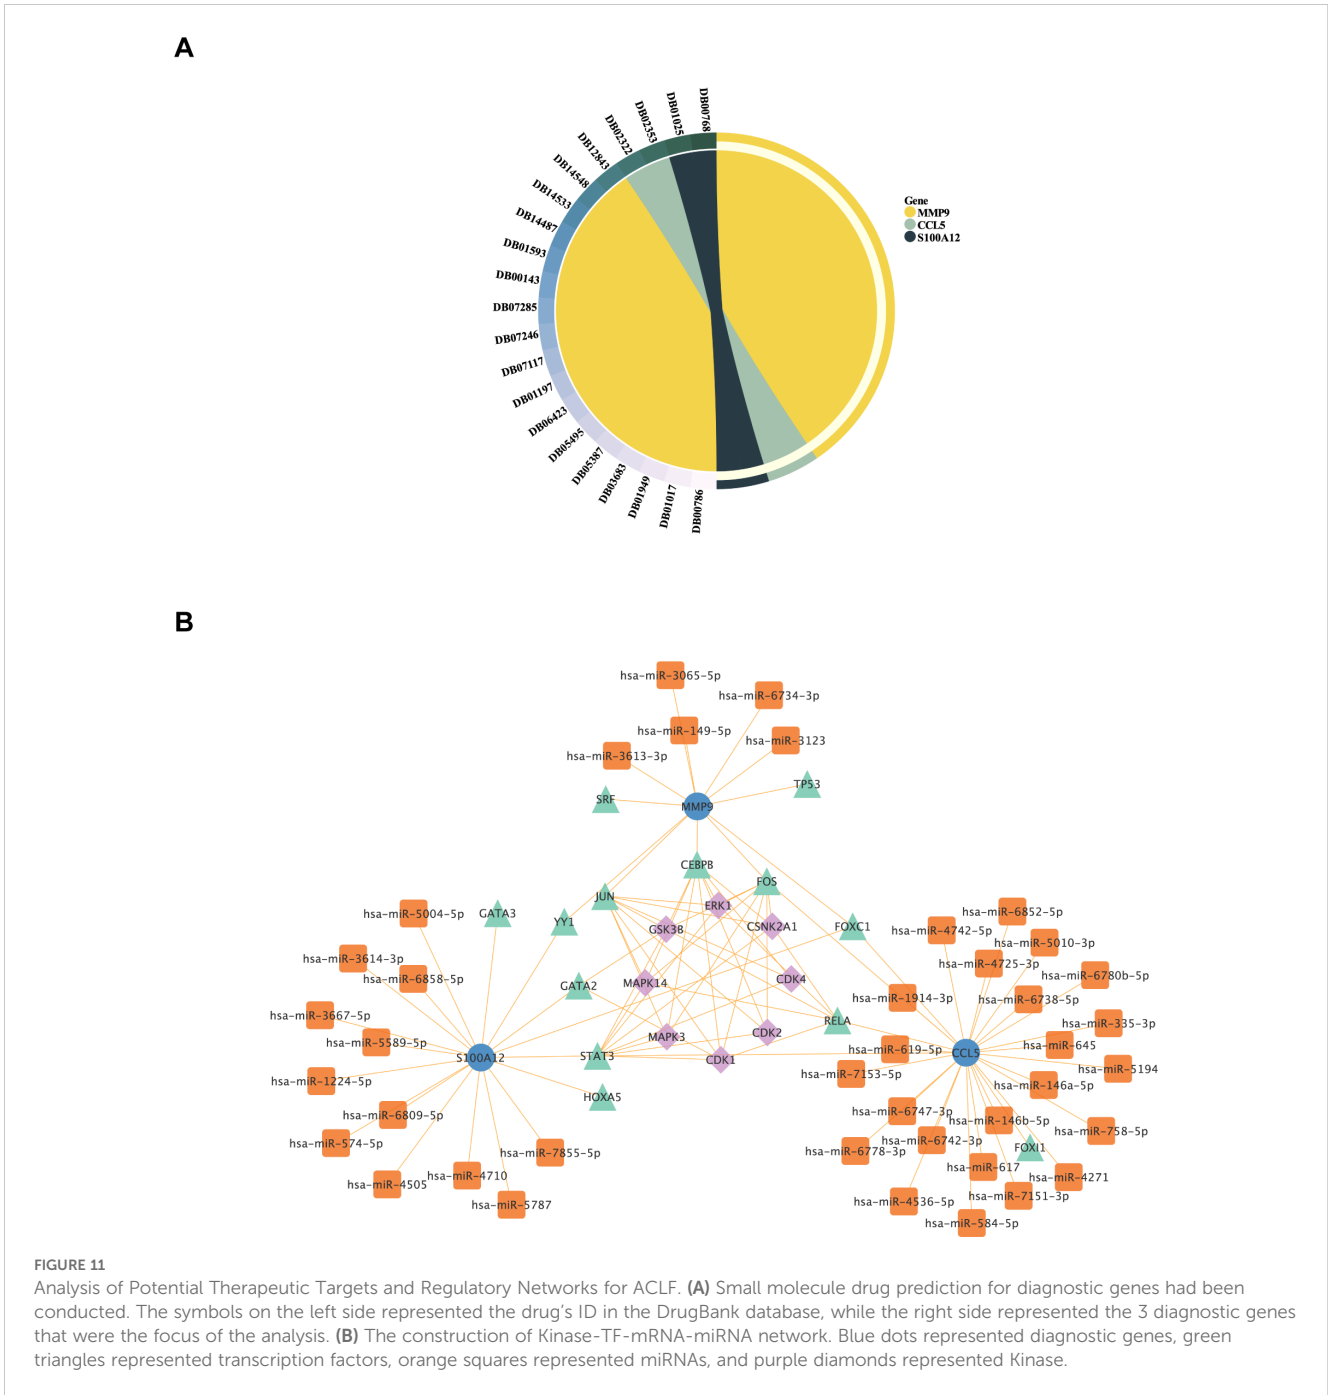 A
DB00768
DB01025
DB02353
DB02322
DB12843
DB14548
DB14533
DB14487
DB01593
DB00143
DB07285
DB07246
DB07117
DB01197
DB06423
DB05495
DB05387
DB03683
DB01949
DB01017
DB00786
Gene
MMP9
CCL5
S100A12
B
hsa-miR-3065-5p
hsa-miR-6734-3p
hsa-miR-149-5p
hsa-miR-3123
hsa-miR-3613-3p
TP53
SRF
MMP9
CEBPB
FOS
JUN
ERK1
YY1
GSK3B
CSNK2A1
FOXC1
GATA3
hsa-miR-5004-5p
hsa-miR-3614-3p
hsa-miR-6858-5p
GATA2
MAPK14
CDK4
hsa-miR-3667-5p
hsa-miR-5589-5p
MAPK3
CDK2
RELA
S100A12
STAT3
CDK1
hsa-miR-1224-5p
HOXA5
hsa-miR-6809-5p
hsa-miR-574-5p
hsa-miR-7855-5p
hsa-miR-4505
hsa-miR-4710
hsa-miR-5787
hsa-miR-6852-5p
hsa-miR-4742-5p
hsa-miR-5010-3p
hsa-miR-4725-3p
hsa-miR-6780b-5p
hsa-miR-1914-3p
hsa-miR-6738-5p
hsa-miR-335-3p
hsa-miR-619-5p
CCL5
hsa-miR-645
hsa-miR-7153-5p
hsa-miR-5194
hsa-miR-146a-5p
hsa-miR-6747-3p
hsa-miR-146b-5p
hsa-miR-758-5p
hsa-miR-6742-3p
hsa-miR-6778-3p
FOXI1
hsa-miR-617
hsa-miR-4271
hsa-miR-4536-5p
hsa-miR-7151-3p
hsa-miR-584-5p
FIGURE 11
Analysis of Potential Therapeutic Targets and Regulatory Networks for ACLF. (A) Small molecule drug prediction for diagnostic genes had been
conducted. The symbols on the left side represented the drug's ID in the DrugBank database, while the right side represented the 3 diagnostic genes
that were the focus of the analysis. (B) The construction of Kinase-TF-mRNA-miRNA network. Blue dots represented diagnostic genes, green
triangles represented transcription factors, orange squares represented miRNAs, and purple diamonds represented Kinase.